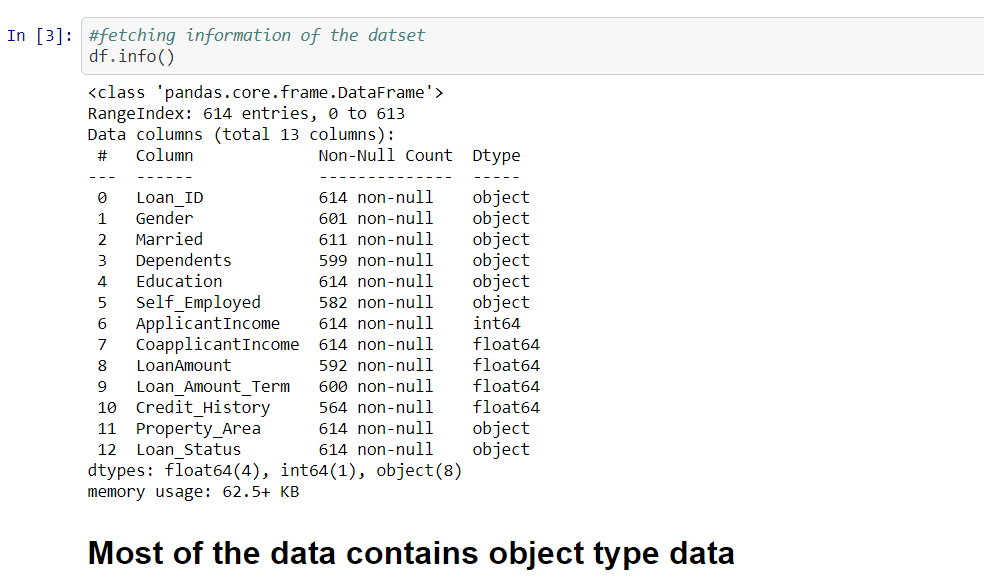 In [3]: #fetching information of the datset
df.info()
<class 'pandas.core.frame.DataFrame'>
RangeIndex: 614 entries, 0 to 613
Data columns (total 13 columns):
 #   Column             Non-Null Count  Dtype
---  ------             --------------  -----
 0   Loan_ID            614 non-null    object
 1   Gender             601 non-null    object
 2   Married            611 non-null    object
 3   Dependents         599 non-null    object
 4   Education          614 non-null    object
 5   Self_Employed      582 non-null    object
 6   ApplicantIncome    614 non-null    int64
 7   CoapplicantIncome  614 non-null    float64
 8   LoanAmount         592 non-null    float64
 9   Loan_Amount_Term   600 non-null    float64
 10  Credit_History     564 non-null    float64
 11  Property_Area      614 non-null    object
 12  Loan_Status        614 non-null    object
dtypes: float64(4), int64(1), object(8)
memory usage: 62.5+ KB
Most of the data contains object type data